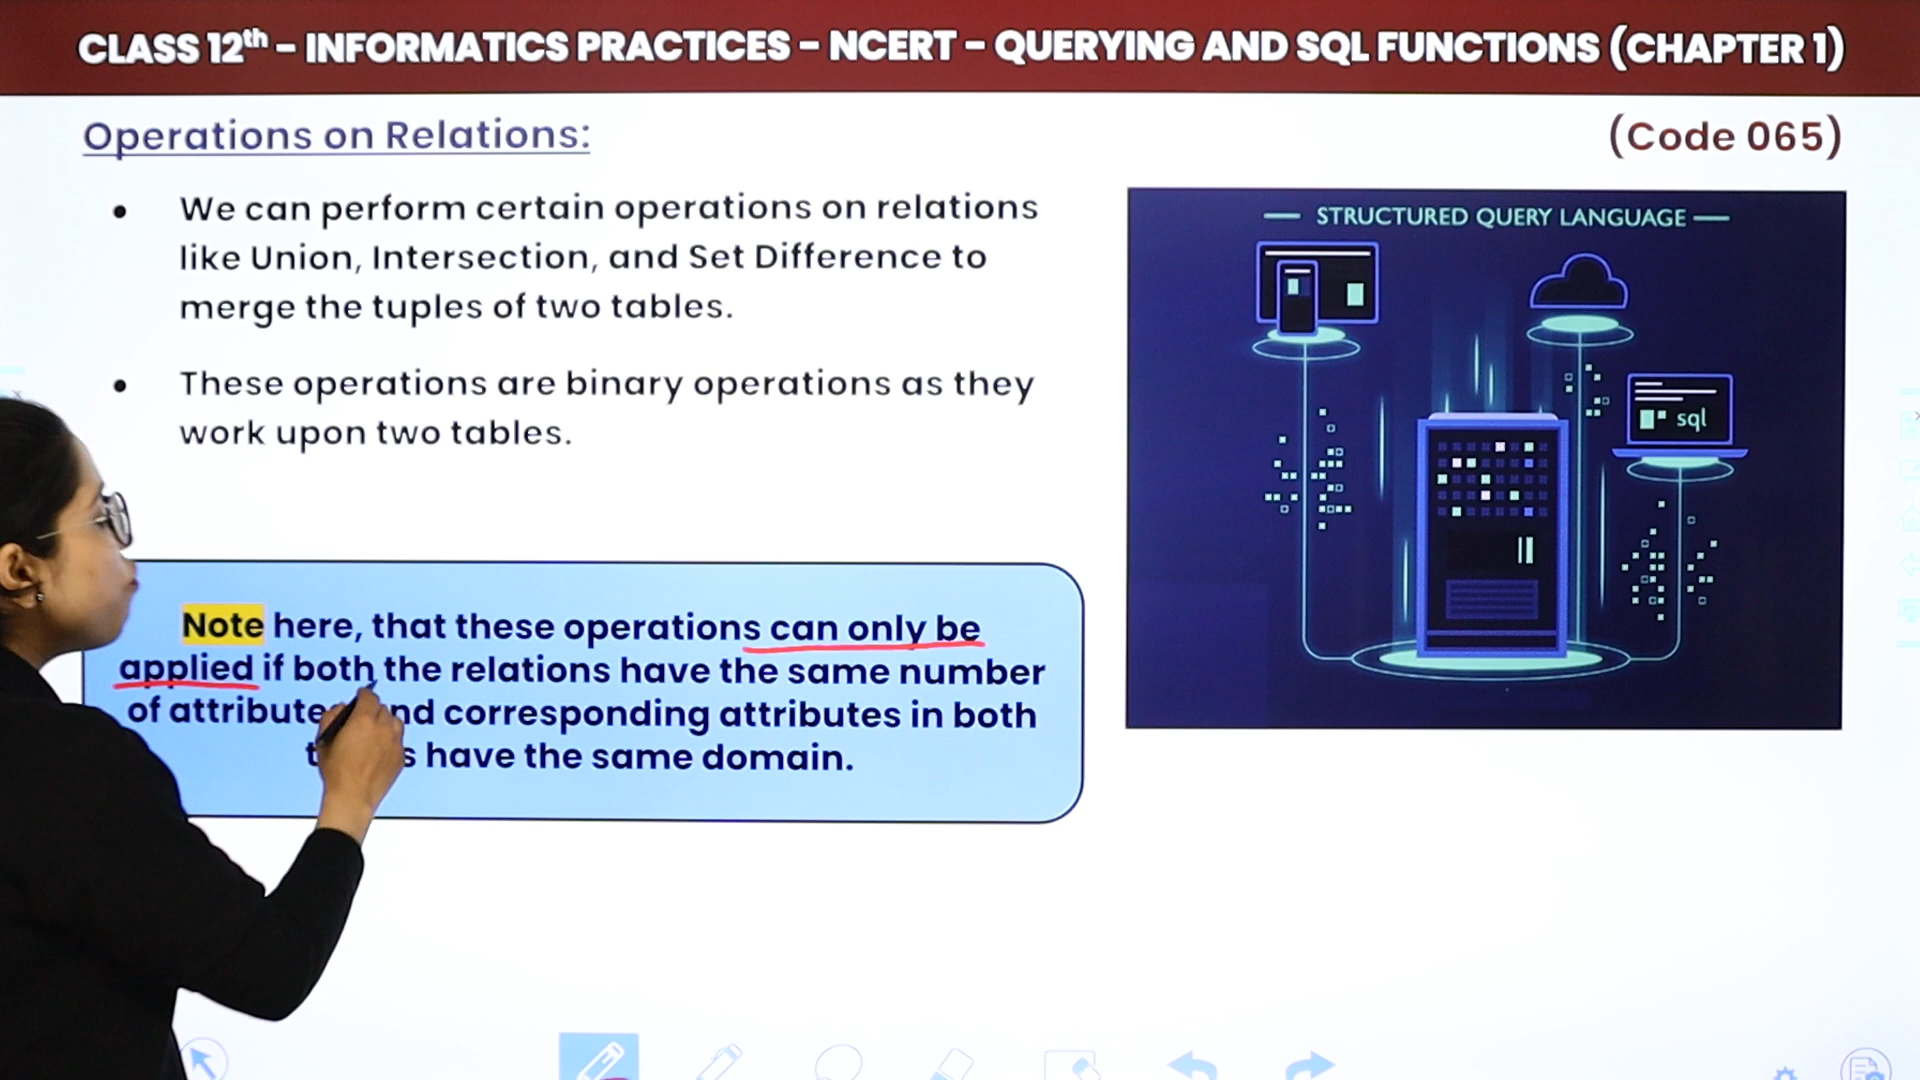 CLASS 12th – INFORMATICS PRACTICES – NCERT – QUERYING AND SQL FUNCTIONS (CHAPTER 1)
Operations on Relations:
(Code 065)
• We can perform certain operations on relations
like Union, Intersection, and Set Difference to
merge the tuples of two tables.
• These operations are binary operations as they
work upon two tables.
Note here, that these operations can only be
applied if both the relations have the same number
of attribute nd corresponding attributes in both
t s have the same domain.
STRUCTURED QUERY LANGUAGE
sql